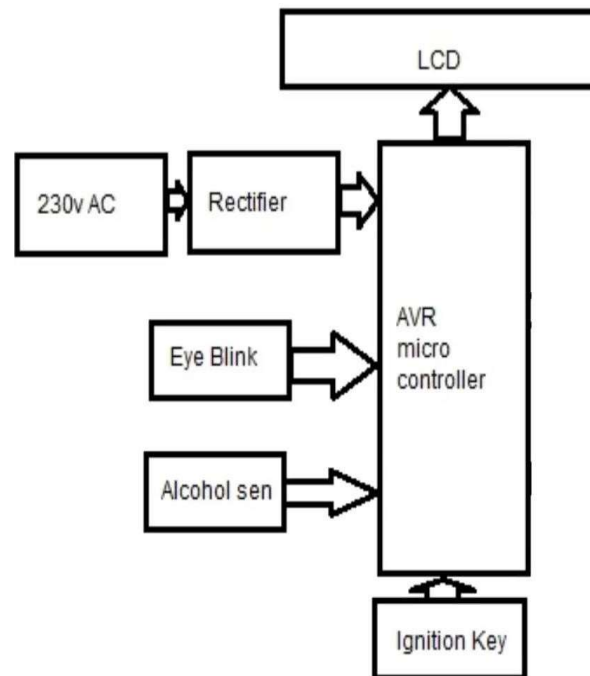 LCD
230v AC
Rectifier
Eye Blink
AVR
micro
controller
Alcohol sen
Ignition Key